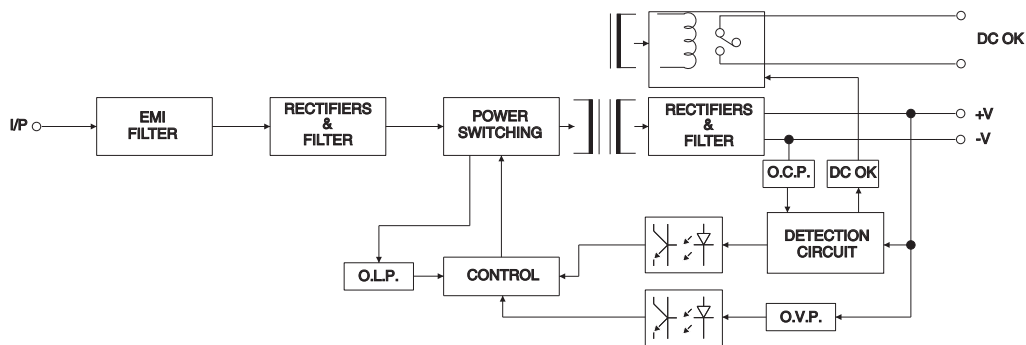 DC OK
I/P
EMI
FILTER
RECTIFIERS
&
FILTER
POWER
SWITCHING
RECTIFIERS
&
FILTER
+V
-V
O.C.P.
DC OK
DETECTION
CIRCUIT
O.L.P.
CONTROL
O.V.P.